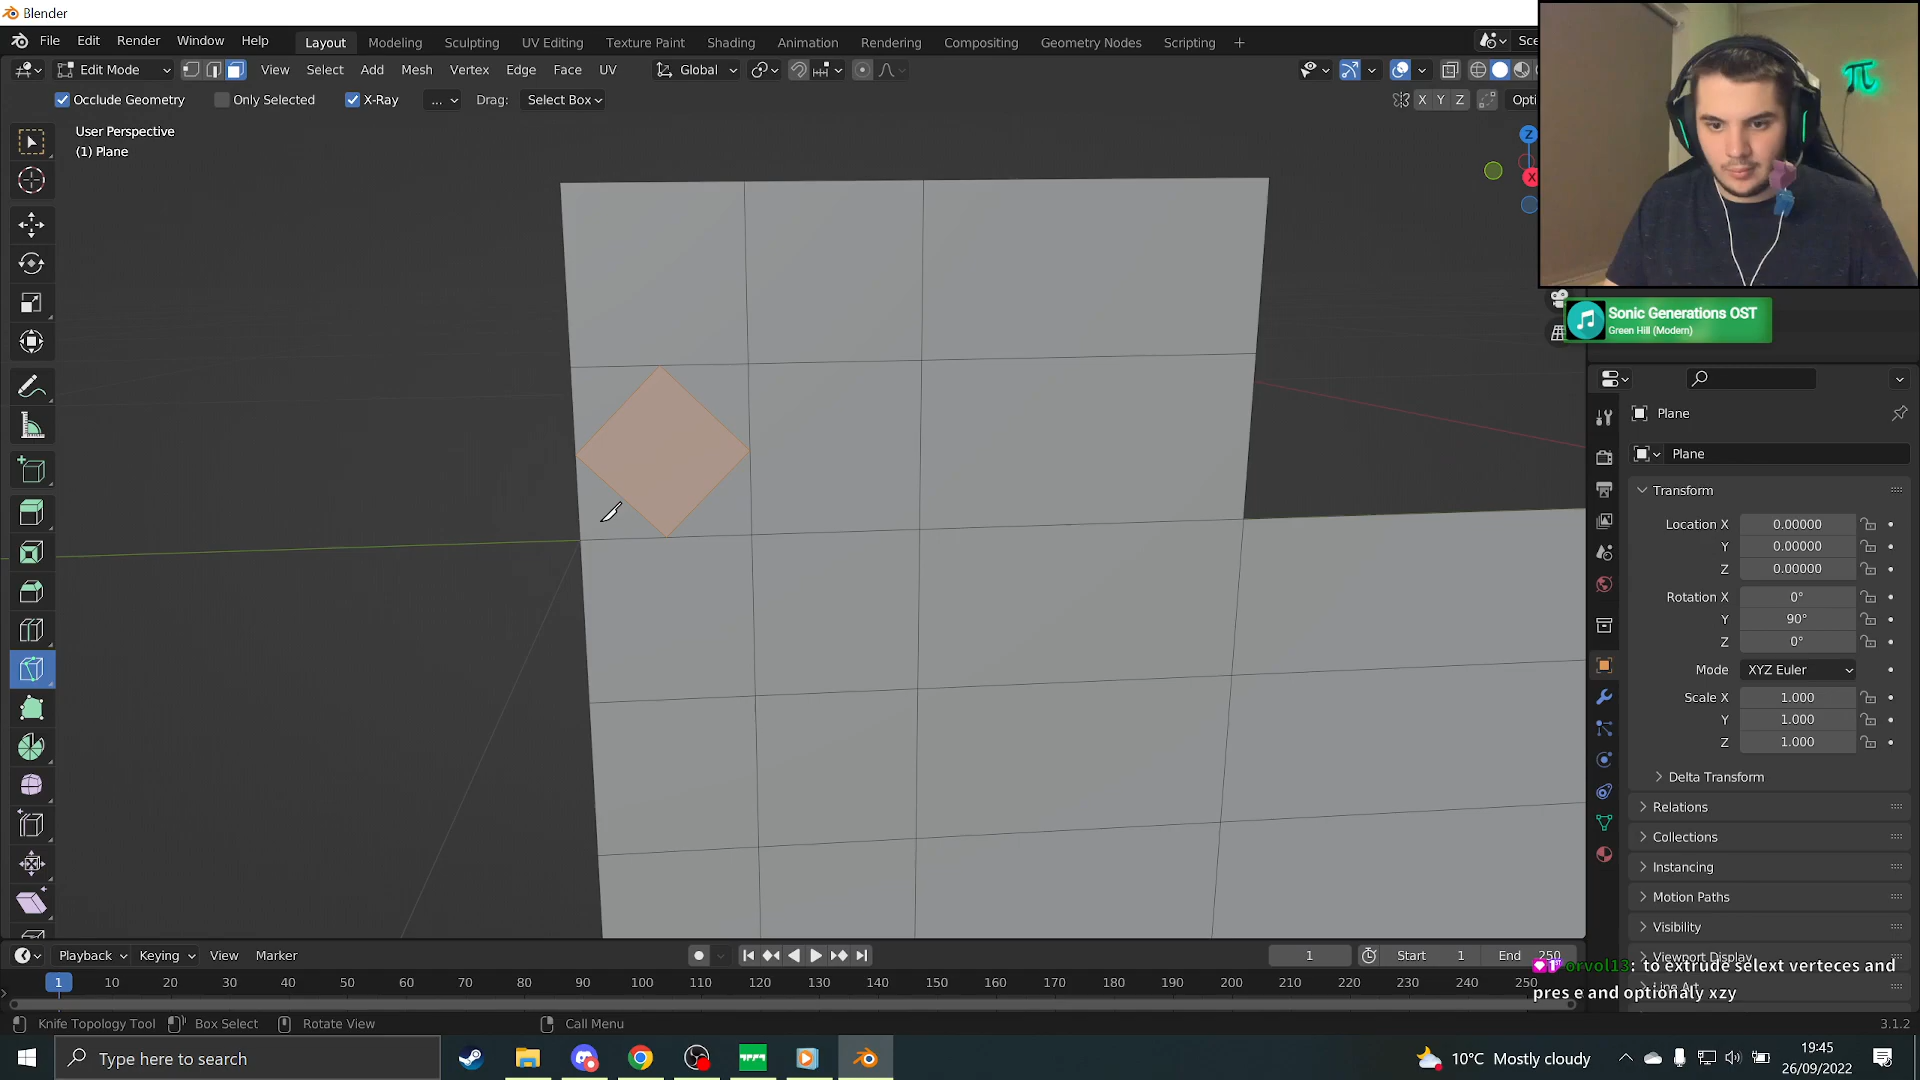 Blender
File Edit Render Window Help Layout Modeling Sculpting UV Editing Texture Paint Shading Animation Rendering Compositing Geometry Nodes Scripting + Sce
Edit Mode View Select Add Mesh Vertex Edge Face UV Global
Occlude Geometry Only Selected X-Ray ... Drag: Select Box X Y Z Opti
User Perspective
(1) Plane
Z
X
Sonic Generations OST
Green Hill (Modern)
Plane
Plane
Transform
Location X 0.00000
Y 0.00000
Z 0.00000
Rotation X 0°
Y 90°
Z 0°
Mode XYZ Euler
Scale X 1.000
Y 1.000
Z 1.000
Delta Transform
Relations
Collections
Instancing
Motion Paths
Visibility
Viewport Display
Line Art
orvol13: to extrude selext verteces and
pres e and optionaly xzy
Playback Keying View Marker 1 Start 1 End 250
1 10 20 30 40 50 60 70 80 90 100 110 120 130 140 150 160 170 180 190 200 210 220 230 240 250
Knife Topology Tool Box Select Rotate View Call Menu 3.1.2
Type here to search 10°C Mostly cloudy 19:45
26/09/2022